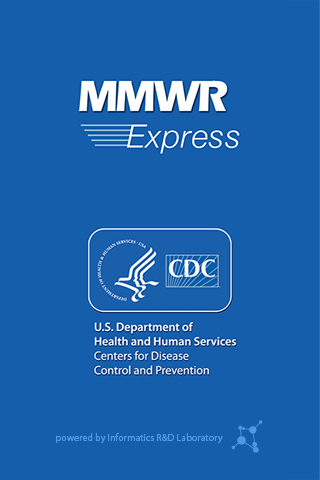 MMWR
Express
DEPARTMENT OF HEALTH & HUMAN SERVICES · USA
CDC
U.S. Department of
Health and Human Services
Centers for Disease
Control and Prevention
powered by Informatics R&D Laboratory